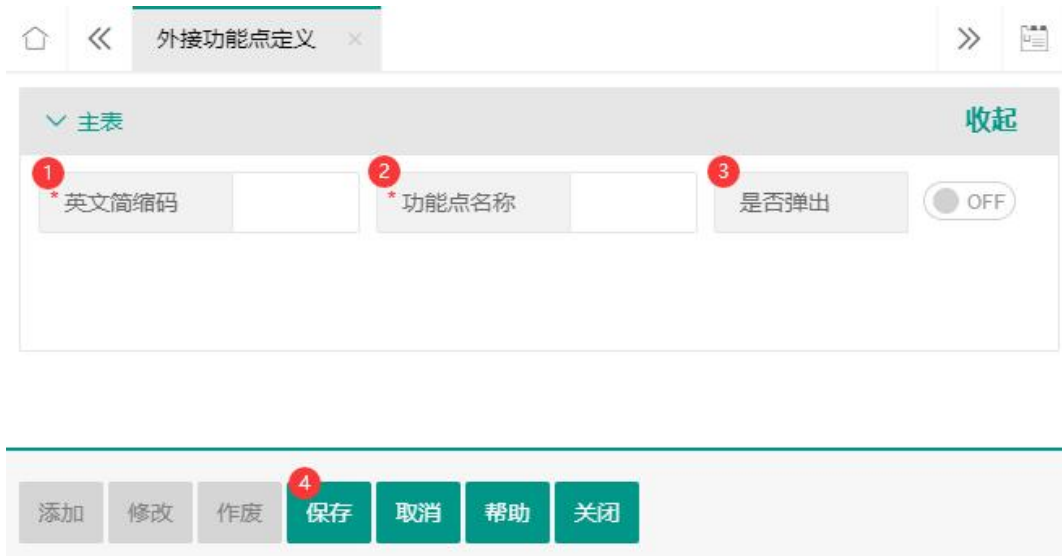 外接功能点定义 ×
主表 收起
1 2 3
* 英文简缩码 * 功能点名称 是否弹出 OFF
4
添加 修改 作废 保存 取消 帮助 关闭